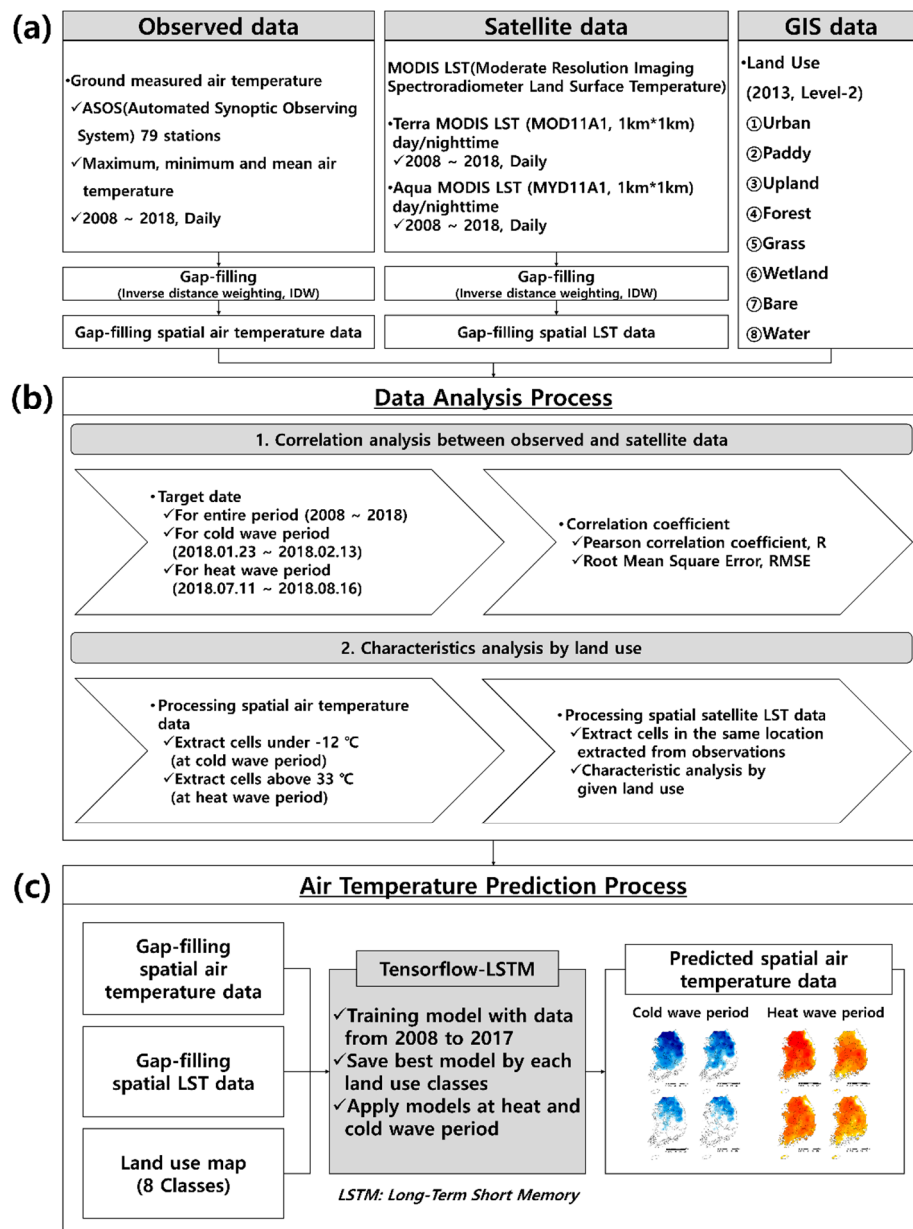 (a)
Observed data
•Ground measured air temperature
✓ASOS(Automated Synoptic Observing
System) 79 stations
✓Maximum, minimum and mean air
temperature
✓2008 ~ 2018, Daily
Gap-filling
(Inverse distance weighting, IDW)
Gap-filling spatial air temperature data
Satellite data
MODIS LST(Moderate Resolution Imaging
Spectroradiometer Land Surface Temperature)
•Terra MODIS LST (MOD11A1, 1km*1km)
day/nighttime
✓2008 ~ 2018, Daily
•Aqua MODIS LST (MYD11A1, 1km*1km)
day/nighttime
✓2008 ~ 2018, Daily
Gap-filling
(Inverse distance weighting, IDW)
Gap-filling spatial LST data
GIS data
•Land Use
(2013, Level-2)
①Urban
②Paddy
③Upland
④Forest
⑤Grass
⑥Wetland
⑦Bare
⑧Water
(b)
Data Analysis Process
1. Correlation analysis between observed and satellite data
•Target date
✓For entire period (2008 ~ 2018)
✓For cold wave period
(2018.01.23 ~ 2018.02.13)
✓For heat wave period
(2018.07.11 ~ 2018.08.16)
•Correlation coefficient
✓Pearson correlation coefficient, R
✓Root Mean Square Error, RMSE
2. Characteristics analysis by land use
•Processing spatial air temperature
data
✓Extract cells under -12 ℃
(at cold wave period)
✓Extract cells above 33 ℃
(at heat wave period)
•Processing spatial satellite LST data
✓Extract cells in the same location
extracted from observations
✓Characteristic analysis by
given land use
(c)
Air Temperature Prediction Process
Gap-filling
spatial air
temperature data
Gap-filling
spatial LST data
Land use map
(8 Classes)
Tensorflow-LSTM
✓Training model with data
from 2008 to 2017
✓Save best model by each
land use classes
✓Apply models at heat and
cold wave period
LSTM: Long-Term Short Memory
Predicted spatial air
temperature data
Cold wave period
Heat wave period